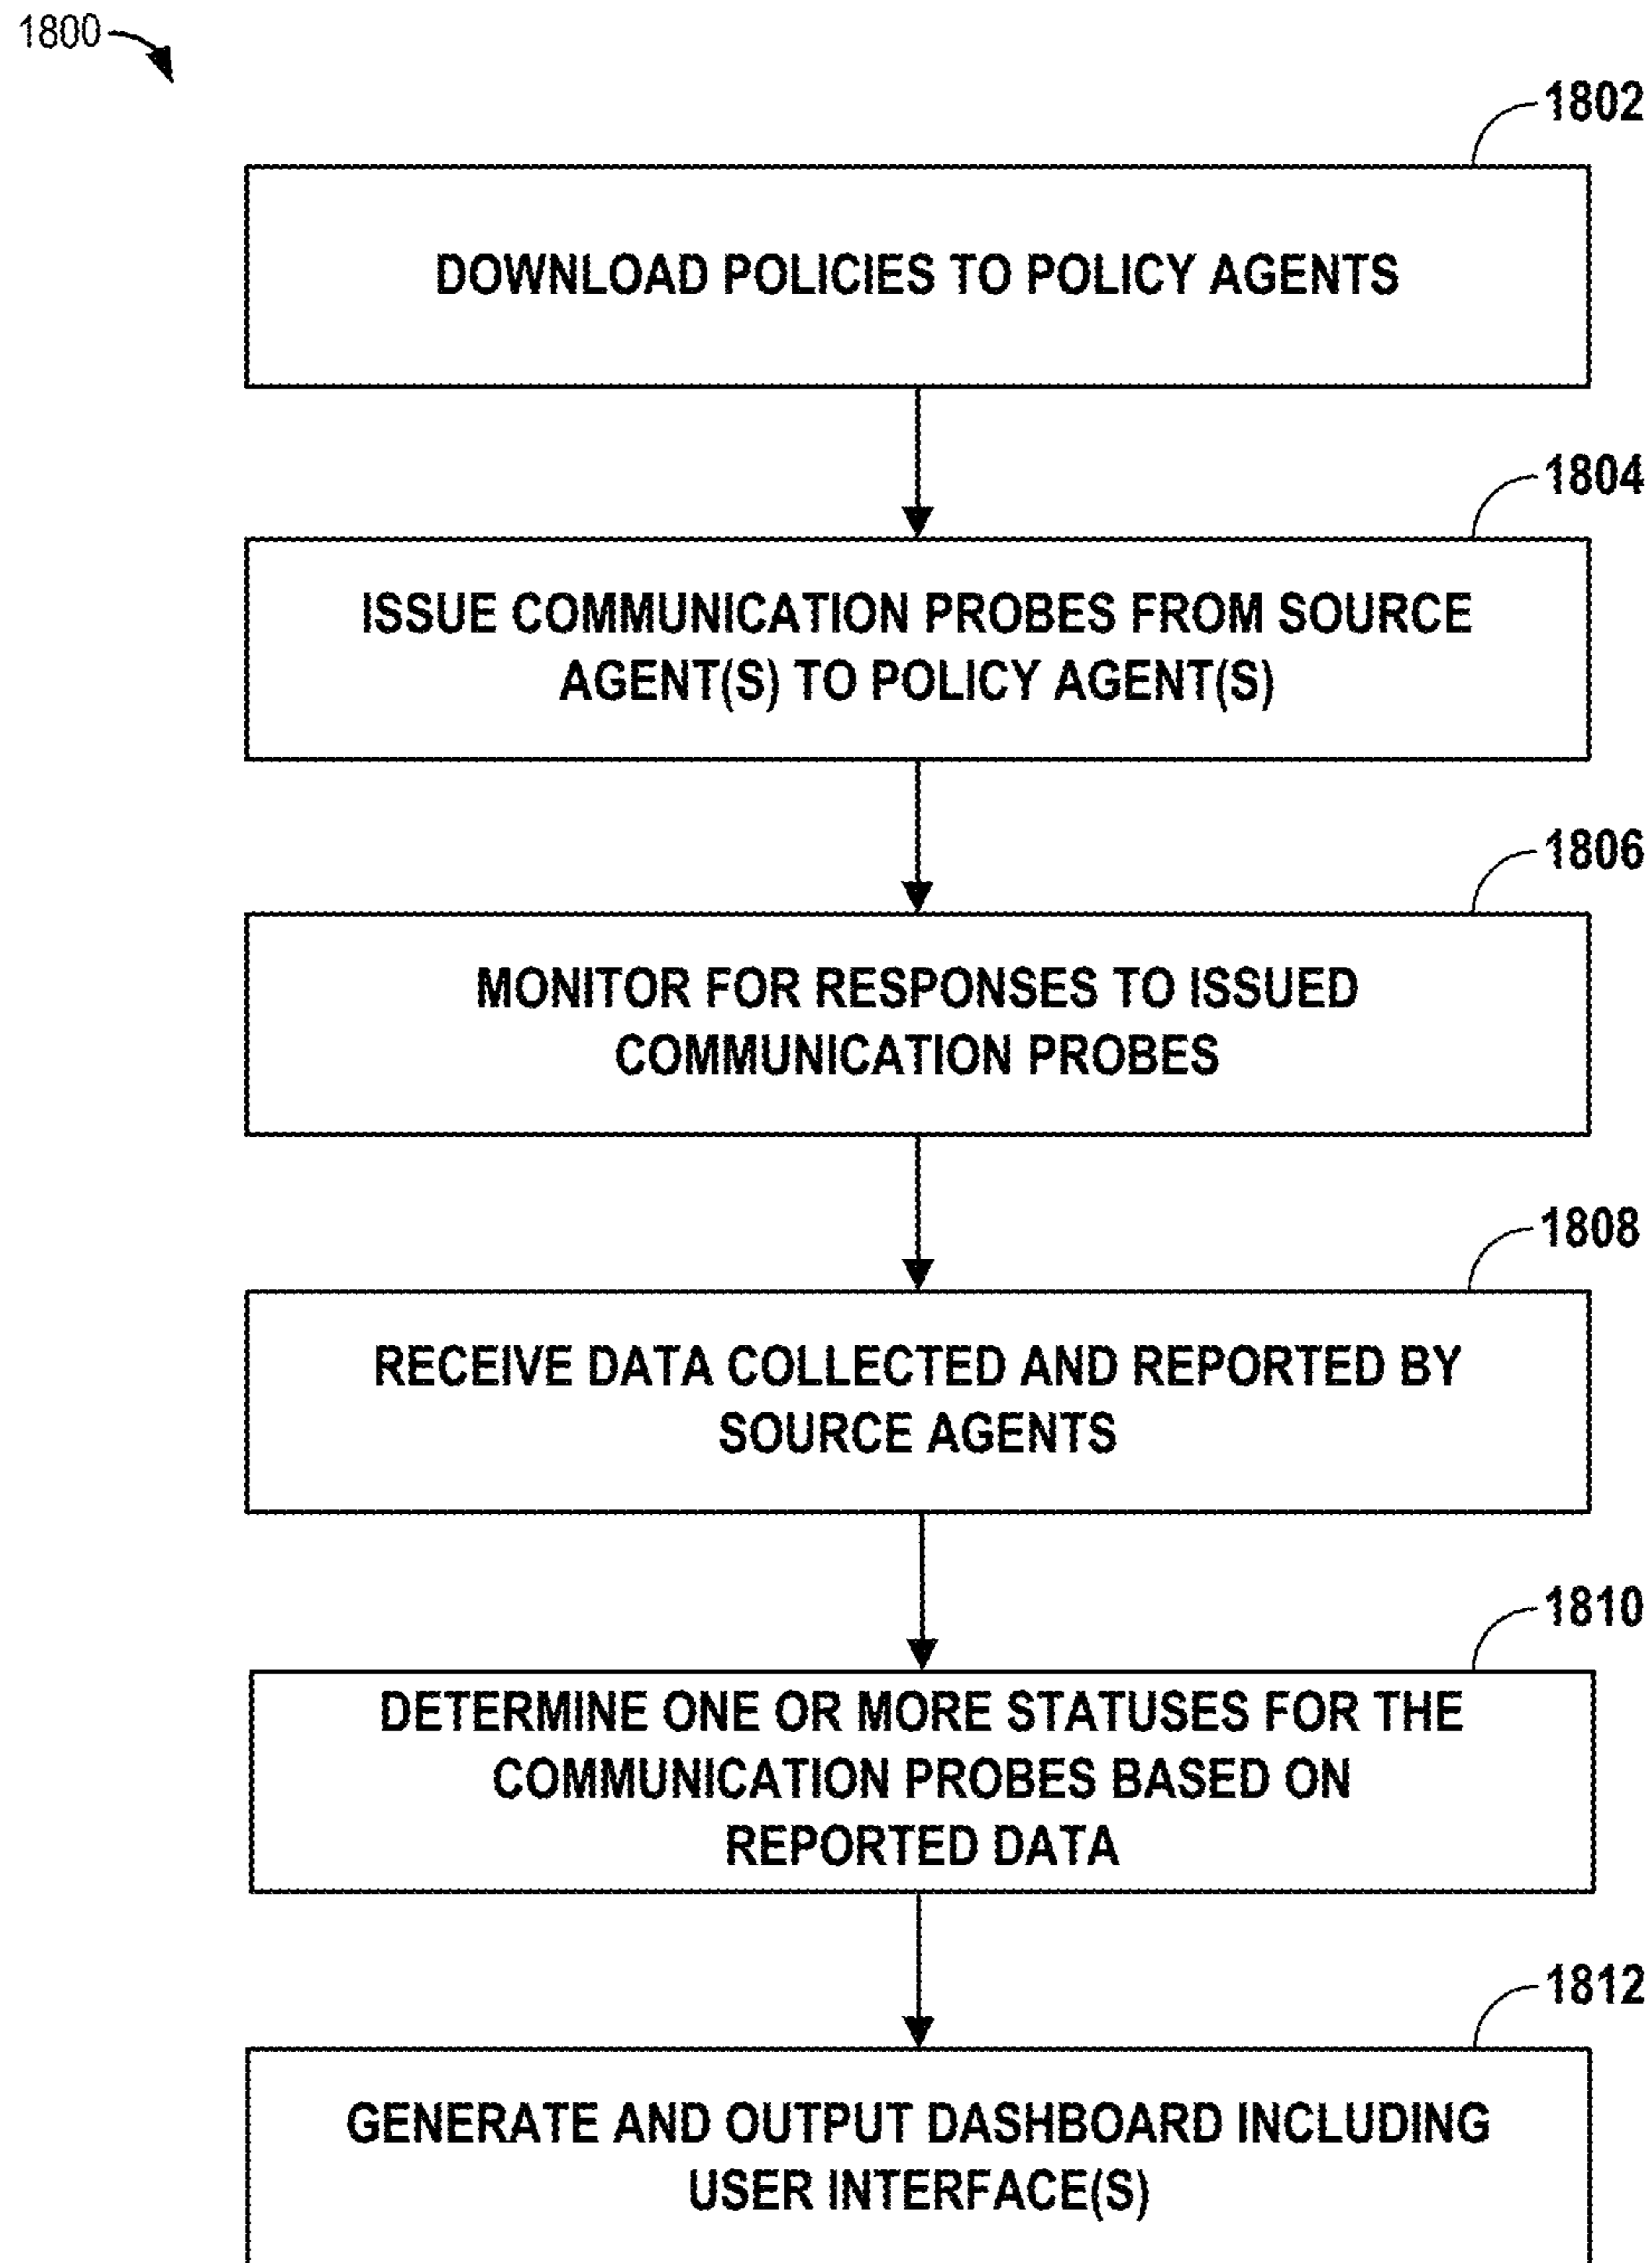 1800
1802
DOWNLOAD POLICIES TO POLICY AGENTS
1804
ISSUE COMMUNICATION PROBES FROM SOURCE
AGENT(S) TO POLICY AGENT(S)
1806
MONITOR FOR RESPONSES TO ISSUED
COMMUNICATION PROBES
1808
RECEIVE DATA COLLECTED AND REPORTED BY
SOURCE AGENTS
1810
DETERMINE ONE OR MORE STATUSES FOR THE
COMMUNICATION PROBES BASED ON
REPORTED DATA
1812
GENERATE AND OUTPUT DASHBOARD INCLUDING
USER INTERFACE(S)